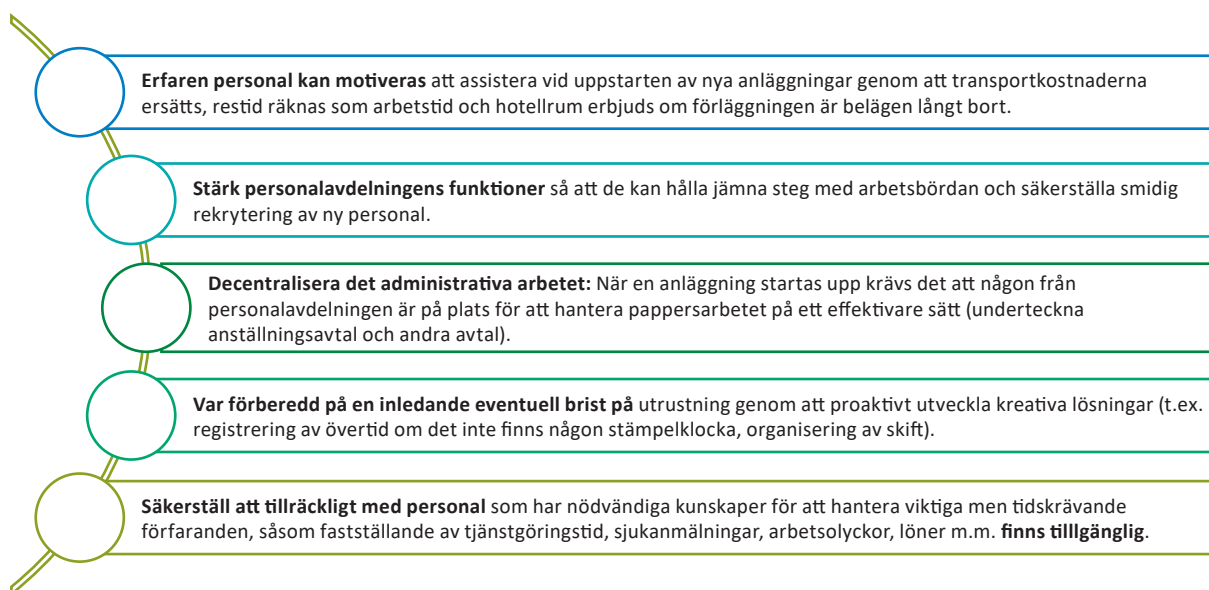 Erfaren personal kan motiveras att assistera vid uppstarten av nya anläggningar genom att transportkostnaderna
ersätts, restid räknas som arbetstid och hotellrum erbjuds om förläggningen är belägen långt bort.
Stärk personalavdelningens funktioner så att de kan hålla jämna steg med arbetsbördan och säkerställa smidig
rekrytering av ny personal.
Decentralisera det administrativa arbetet: När en anläggning startas upp krävs det att någon från
personalavdelningen är på plats för att hantera pappersarbetet på ett effektivare sätt (underteckna
anställningsavtal och andra avtal).
Var förberedd på en inledande eventuell brist på utrustning genom att proaktivt utveckla kreativa lösningar (t.ex.
registrering av övertid om det inte finns någon stämpelklocka, organisering av skift).
Säkerställ att tillräckligt med personal som har nödvändiga kunskaper för att hantera viktiga men tidskrävande
förfaranden, såsom fastställande av tjänstgöringstid, sjukanmälningar, arbetsolyckor, löner m.m. finns tilllgänglig.